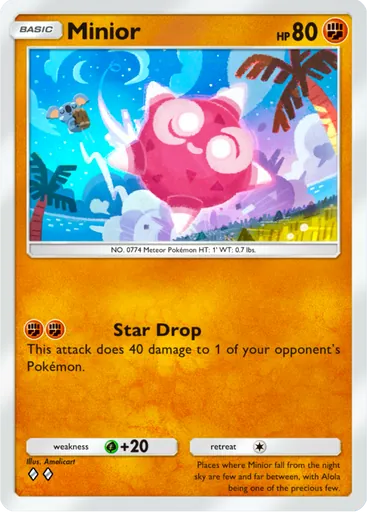 BASIC
Minior
HP 80
NO. 0774 Meteor Pokémon HT: 1' WT: 0.7 lbs.
Star Drop
This attack does 40 damage to 1 of your opponent's
Pokémon.
weakness +20
retreat
Illus. Amelicart
Places where Minior fall from the night
sky are few and far between, with Alola
being one of the precious few.